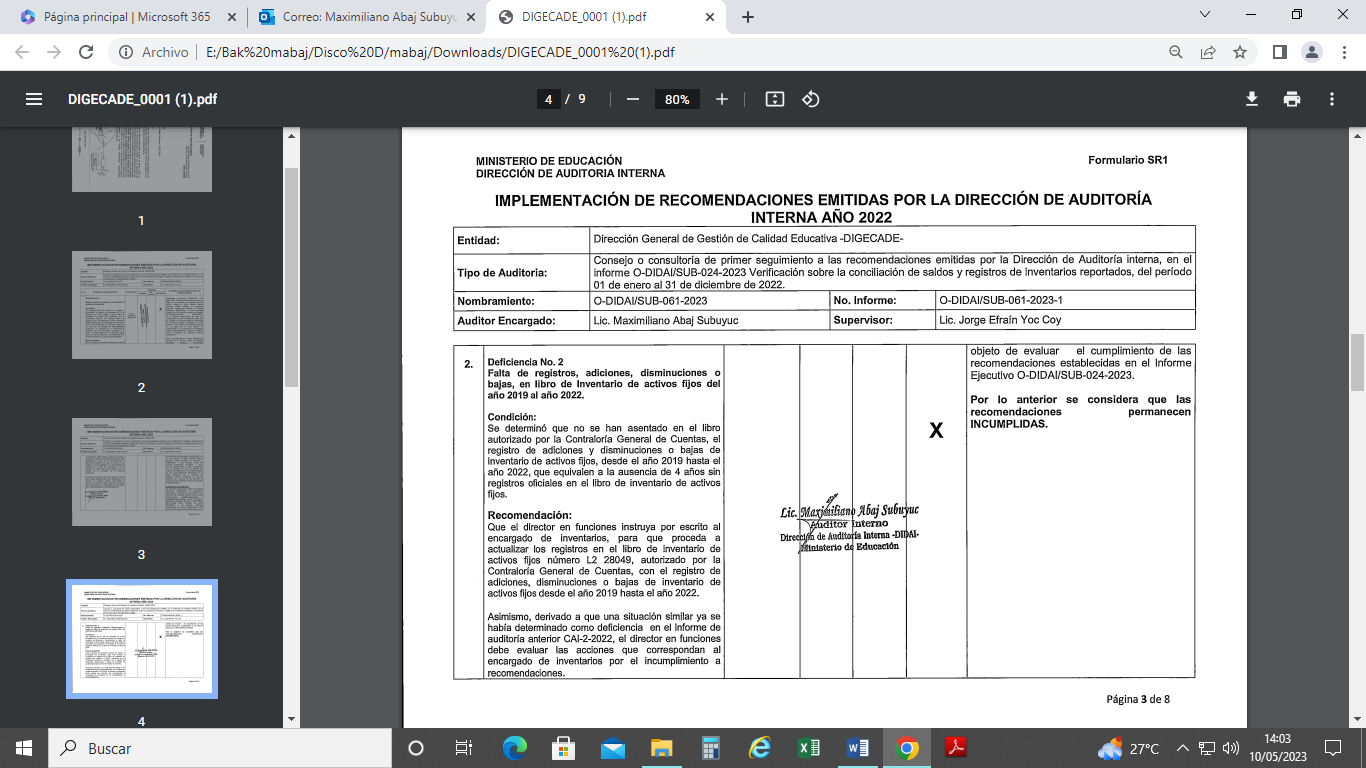 Página principal | Microsoft 365
Correo: Maximiliano Abaj Subuyu
DIGECADE_0001 (1).pdf
Archivo
E:/Bak%20mabaj/Disco%20D/mabaj/Downloads/DIGECADE_0001%20(1).pdf
DIGECADE_0001 (1).pdf
4 / 9
80%
1
2
3
4
MINISTERIO DE EDUCACIÓN
DIRECCIÓN DE AUDITORIA INTERNA
Formulario SR1
IMPLEMENTACIÓN DE RECOMENDACIONES EMITIDAS POR LA DIRECCIÓN DE AUDITORÍA
INTERNA AÑO 2022
Entidad:
Dirección General de Gestión de Calidad Educativa -DIGECADE-
Tipo de Auditoria:
Consejo o consultoría de primer seguimiento a las recomendaciones emitidas por la Dirección de Auditoría interna, en el
informe O-DIDAI/SUB-024-2023 Verificación sobre la conciliación de saldos y registros de inventarios reportados, del período
01 de enero al 31 de diciembre de 2022.
Nombramiento:
O-DIDAI/SUB-061-2023
No. Informe:
O-DIDAI/SUB-061-2023-1
Auditor Encargado:
Lic. Maximiliano Abaj Subuyuc
Supervisor:
Lic. Jorge Efraín Yoc Coy
2.
Deficiencia No. 2
Falta de registros, adiciones, disminuciones o
bajas, en libro de Inventario de activos fijos del
año 2019 al año 2022.
Condición:
Se determinó que no se han asentado en el libro
autorizado por la Contraloría General de Cuentas, el
registro de adiciones y disminuciones o bajas de
inventario de activos fijos, desde el año 2019 hasta el
año 2022, que equivalen a la ausencia de 4 años sin
registros oficiales en el libro de inventario de activos
fijos.
Recomendación:
Que el director en funciones instruya por escrito al
encargado de inventarios, para que proceda a
actualizar los registros en el libro de inventario de
activos fijos número L2 28049, autorizado por la
Contraloría General de Cuentas, con el registro de
adiciones, disminuciones o bajas de inventario de
activos fijos desde el año 2019 hasta el año 2022.
Asimismo, derivado a que una situación similar ya se
había determinado como deficiencia en el informe de
auditoría anterior CAI-2-2022, el director en funciones
debe evaluar las acciones que correspondan al
encargado de inventarios por el incumplimiento a
recomendaciones.
Lic. Maximiliano Abaj Subuyuc
Auditor Interno
Dirección de Auditoría Interna -DIDAI-
Ministerio de Educación
X
objeto de evaluar el cumplimiento de las
recomendaciones establecidas en el Informe
Ejecutivo O-DIDAI/SUB-024-2023.
Por lo anterior se considera que las
recomendaciones permanecen
INCUMPLIDAS.
Página 3 de 8
Buscar
27°C
14:03
10/05/2023